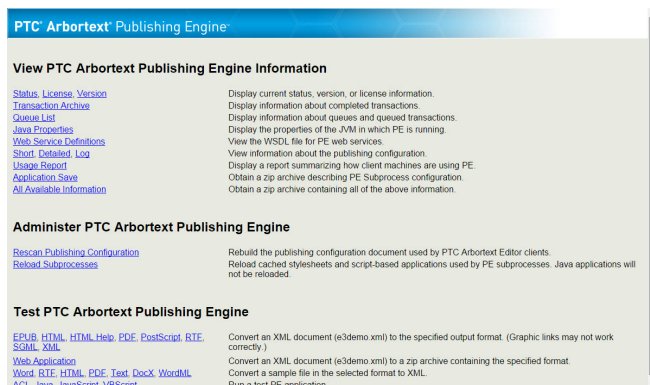 PTC® Arbortext® Publishing Engine™
View PTC Arbortext Publishing Engine Information
Status, License, Version Display current status, version, or license information.
Transaction Archive Display information about completed transactions.
Queue List Display information about queues and queued transactions.
Java Properties Display the properties of the JVM in which PE is running.
Web Service Definitions View the WSDL file for PE web services.
Short, Detailed, Log View information about the publishing configuration.
Usage Report Display a report summarizing how client machines are using PE.
Application Save Obtain a zip archive describing PE Subprocess configuration.
All Available Information Obtain a zip archive containing all of the above information.
Administer PTC Arbortext Publishing Engine
Rescan Publishing Configuration Rebuild the publishing configuration document used by PTC Arbortext Editor clients.
Reload Subprocesses Reload cached stylesheets and script-based applications used by PE subprocesses. Java applications will
not be reloaded.
Test PTC Arbortext Publishing Engine
EPUB, HTML, HTML Help, PDF, PostScript, RTF, Convert an XML document (e3demo.xml) to the specified output format. (Graphic links may not work
SGML, XML correctly.)
Web Application Convert an XML document (e3demo.xml) to a zip archive containing the specified format.
Word, RTF, HTML, PDF, Text, DocX, WordML Convert a sample file in the selected format to XML.
ACL, Java, JavaScript, VBScript Run a test PE application.